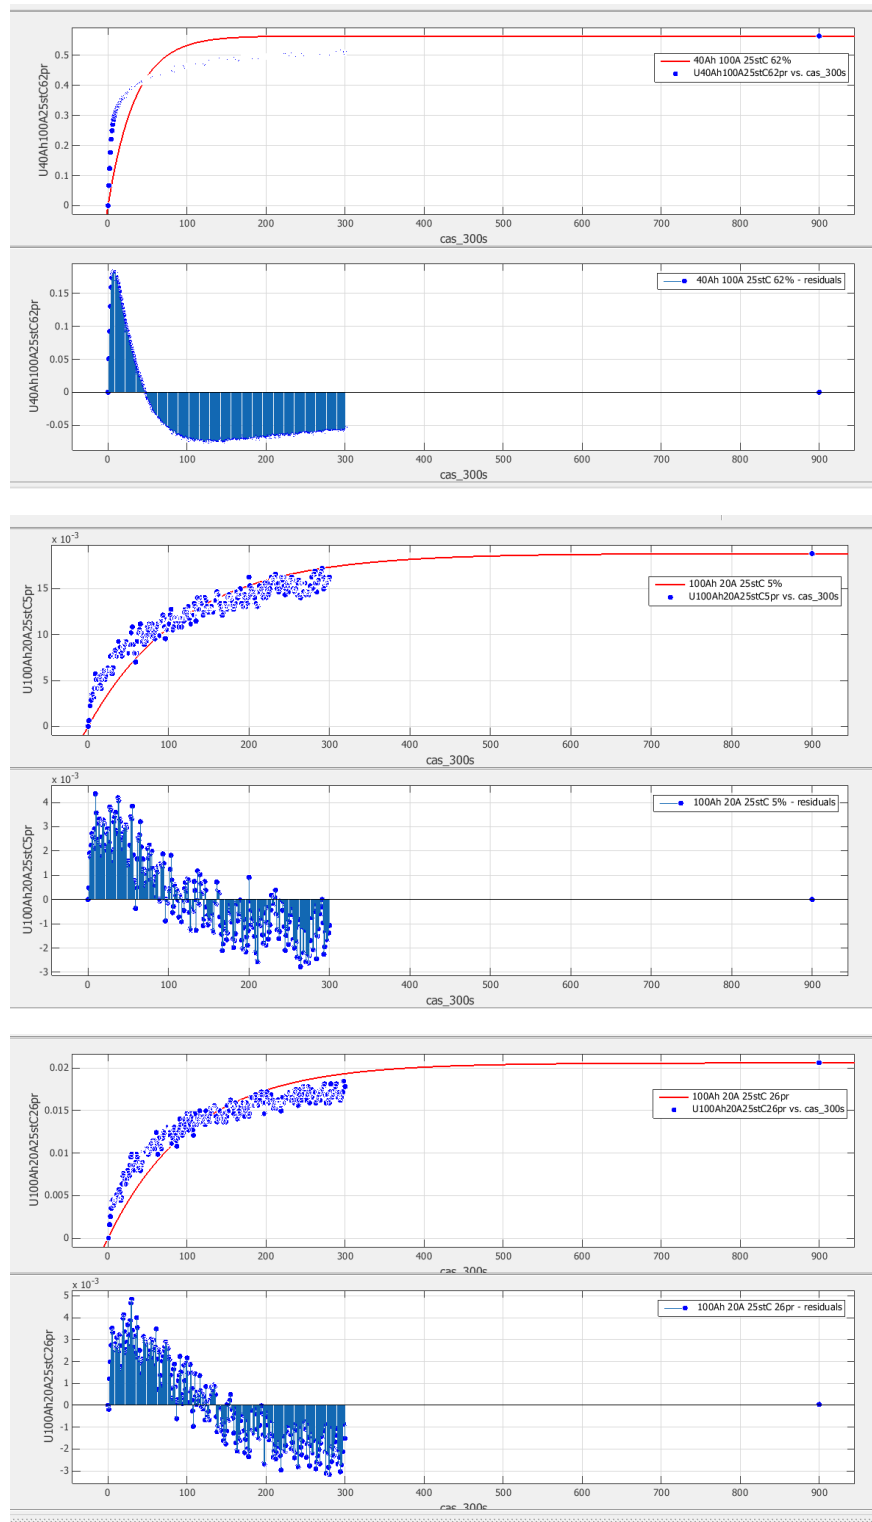 0.5
0.4
0.3
0.2
0.1
0
U40Ah100A25stC62pr
40Ah 100A 25stC 62%
U40Ah100A25stC62pr vs. cas_300s
0 100 200 300 400 500 600 700 800 900
cas_300s
0.15
0.1
0.05
0
-0.05
U40Ah100A25stC62pr
40Ah 100A 25stC 62% - residuals
0 100 200 300 400 500 600 700 800 900
cas_300s
x 10^-3
15
10
5
0
U100Ah20A25stC5pr
100Ah 20A 25stC 5%
U100Ah20A25stC5pr vs. cas_300s
0 100 200 300 400 500 600 700 800 900
cas_300s
x 10^-3
4
3
2
1
0
-1
-2
-3
U100Ah20A25stC5pr
100Ah 20A 25stC 5% - residuals
0 100 200 300 400 500 600 700 800 900
cas_300s
0.02
0.015
0.01
0.005
0
U100Ah20A25stC26pr
100Ah 20A 25stC 26pr
U100Ah20A25stC26pr vs. cas_300s
0 100 200 300 400 500 600 700 800 900
cas_300s
x 10^-3
5
4
3
2
1
0
-1
-2
-3
U100Ah20A25stC26pr
100Ah 20A 25stC 26pr - residuals
0 100 200 300 400 500 600 700 800 900
cas_300s